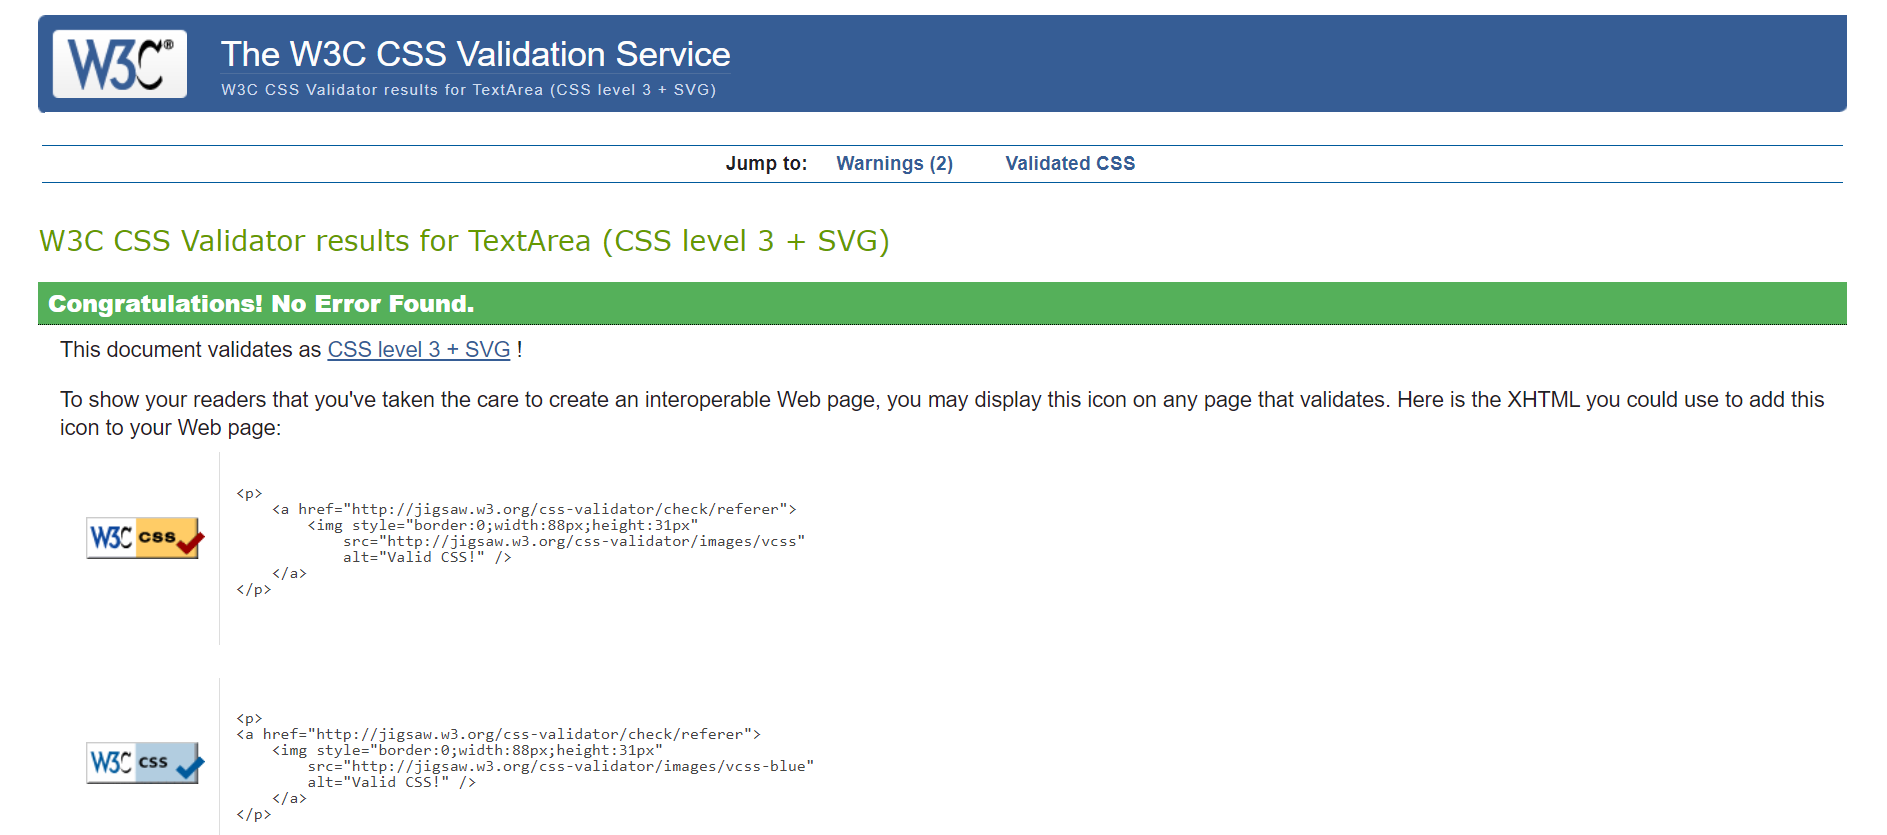 W3C®
The W3C CSS Validation Service
W3C CSS Validator results for TextArea (CSS level 3 + SVG)
Jump to: Warnings (2) Validated CSS
W3C CSS Validator results for TextArea (CSS level 3 + SVG)
Congratulations! No Error Found.
This document validates as CSS level 3 + SVG !
To show your readers that you've taken the care to create an interoperable Web page, you may display this icon on any page that validates. Here is the XHTML you could use to add this
icon to your Web page:
<p>
<a href="http://jigsaw.w3.org/css-validator/check/referer">
<img style="border:0;width:88px;height:31px"
W3C css
src="http://jigsaw.w3.org/css-validator/images/vcss"
alt="Valid CSS!" />
</a>
</p>
<p>
<a href="http://jigsaw.w3.org/css-validator/check/referer">
<img style="border:0;width:88px;height:31px"
W3C css
src="http://jigsaw.w3.org/css-validator/images/vcss-blue"
alt="Valid CSS!" />
</a>
</p>